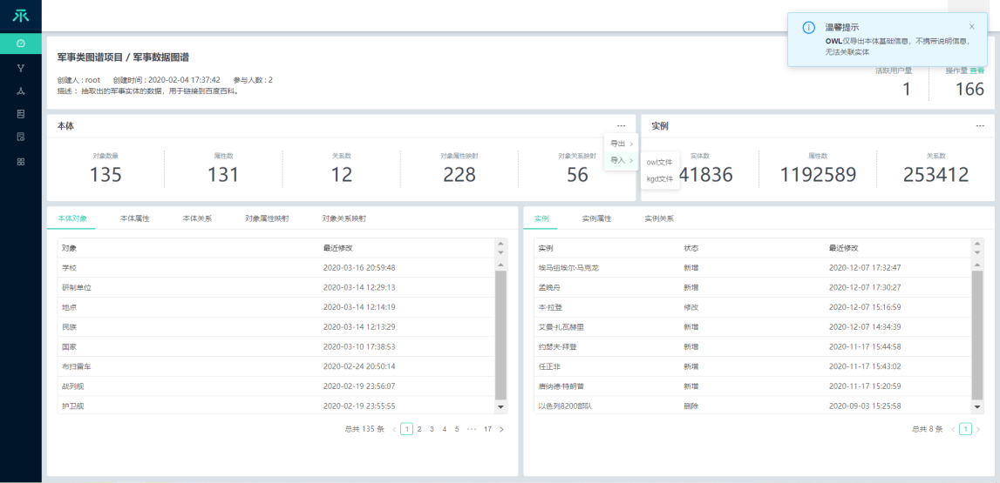 温馨提示
OWL仅导出本体基础信息，不携带说明信息，
无法关联实体
军事类图谱项目 / 军事数据图谱
创建人 : root 创建时间 : 2020-02-04 17:37:42 参与人数 : 2
描述 : 抽取出的军事实体的数据，用于链接到百度百科。
活跃用户量 操作量 查看
1 166
本体 ···
导出 >
导入 >
owl文件
kgd文件
对象数量 属性数 关系数 对象属性映射 对象关系映射
135 131 12 228 56
实例 ···
实体数 属性数 关系数
41836 1192589 253412
本体对象 本体属性 本体关系 对象属性映射 对象关系映射
对象 最近修改
学校 2020-03-16 20:59:48
研制单位 2020-03-14 12:29:13
地点 2020-03-14 12:14:19
民族 2020-03-14 12:13:29
国家 2020-03-10 17:38:53
布扫雷车 2020-02-24 20:50:14
战列舰 2020-02-19 23:56:07
护卫舰 2020-02-19 23:55:55
总共 135 条 < 1 2 3 4 5 ··· 17 >
实例 实例属性 实例关系
实例 状态 最近修改
埃马纽埃尔·马克龙 新增 2020-12-07 17:32:47
孟晚舟 新增 2020-12-07 17:30:27
本·拉登 修改 2020-12-07 15:16:59
艾曼·扎瓦赫里 新增 2020-12-07 14:34:39
约瑟夫·拜登 新增 2020-11-17 15:44:58
任正非 新增 2020-11-17 15:43:02
唐纳德·特朗普 新增 2020-11-17 15:20:59
以色列8200部队 删除 2020-09-03 15:25:58
总共 8 条 < 1 >